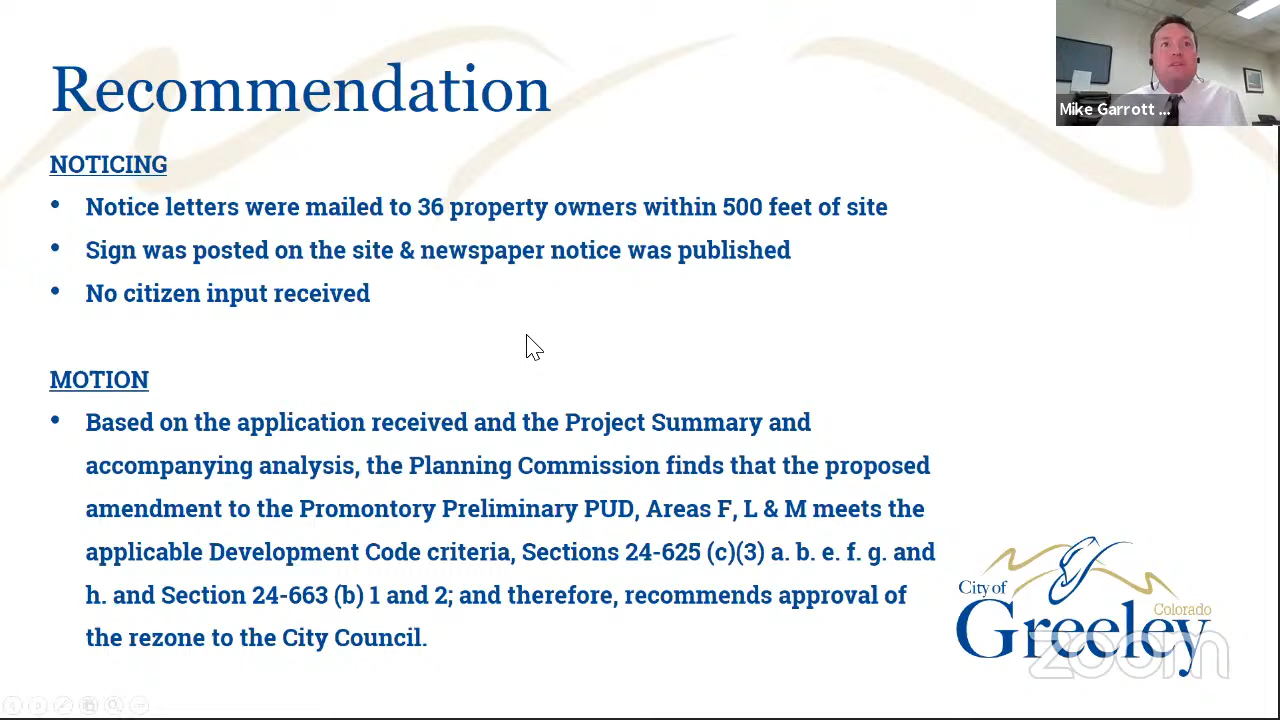 Recommendation
Mike Garrott ...
NOTICING
• Notice letters were mailed to 36 property owners within 500 feet of site
• Sign was posted on the site & newspaper notice was published
• No citizen input received
MOTION
• Based on the application received and the Project Summary and
accompanying analysis, the Planning Commission finds that the proposed
amendment to the Promontory Preliminary PUD, Areas F, L & M meets the
applicable Development Code criteria, Sections 24-625 (c)(3) a. b. e. f. g. and
h. and Section 24-663 (b) 1 and 2; and therefore, recommends approval of
the rezone to the City Council.
City of
Colorado
Greeley
zoom